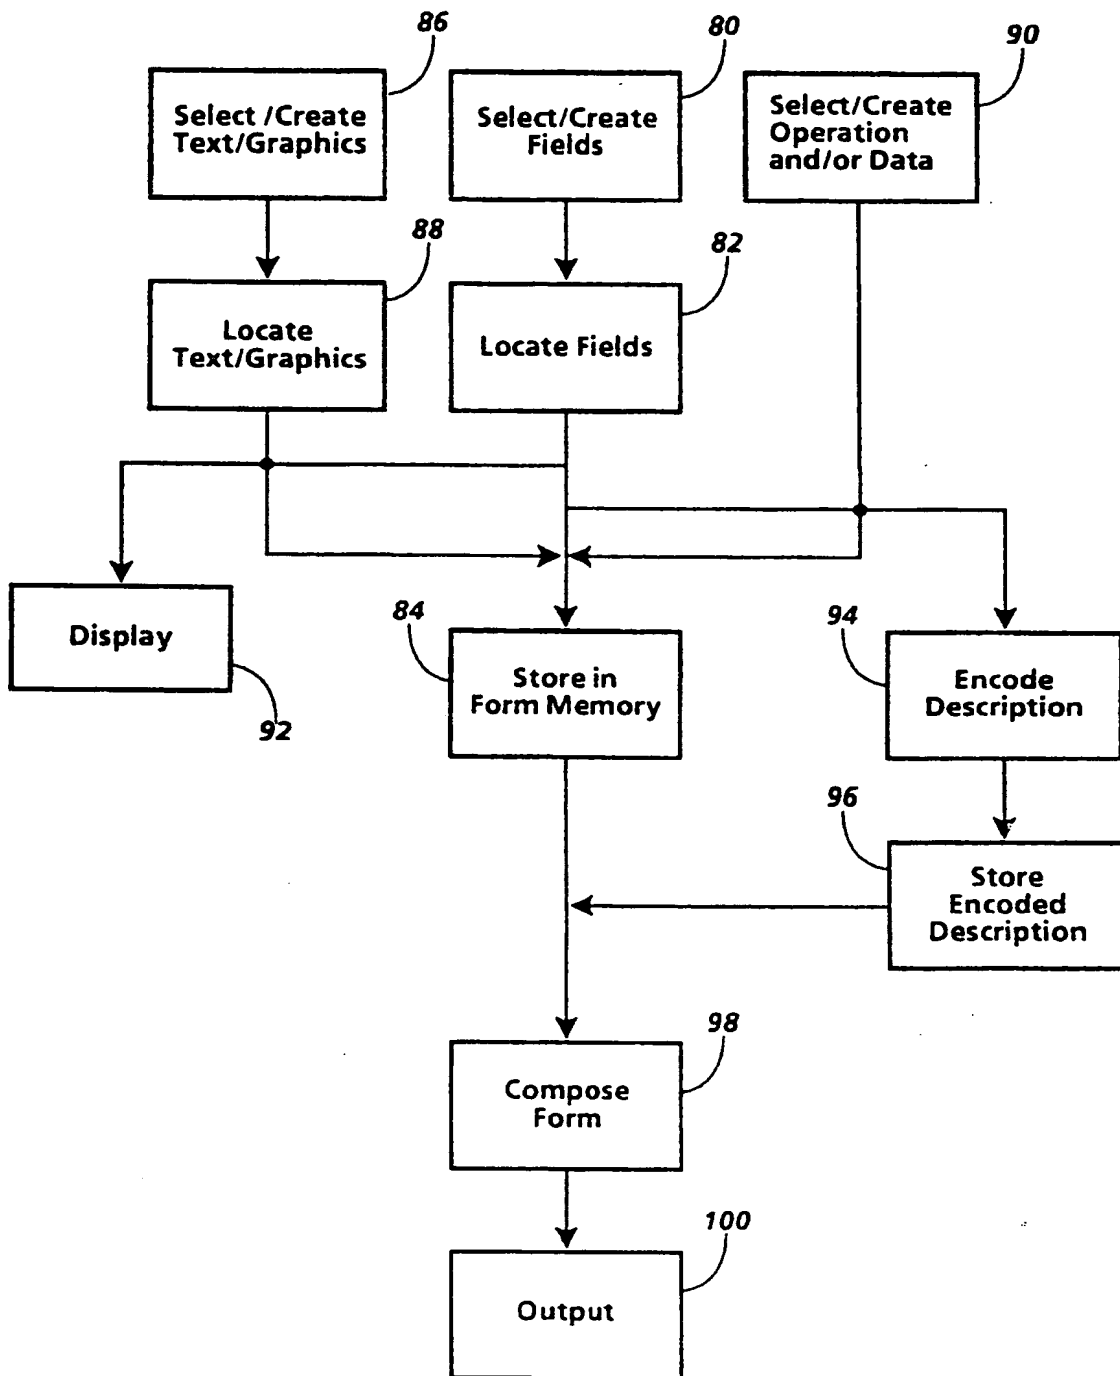 86
80
90
Select /Create
Text/Graphics
Select/Create
Fields
Select/Create
Operation
and/or Data
88
82
Locate
Text/Graphics
Locate Fields
Display
92
84
Store in
Form Memory
94
Encode
Description
96
Store
Encoded
Description
98
Compose
Form
100
Output